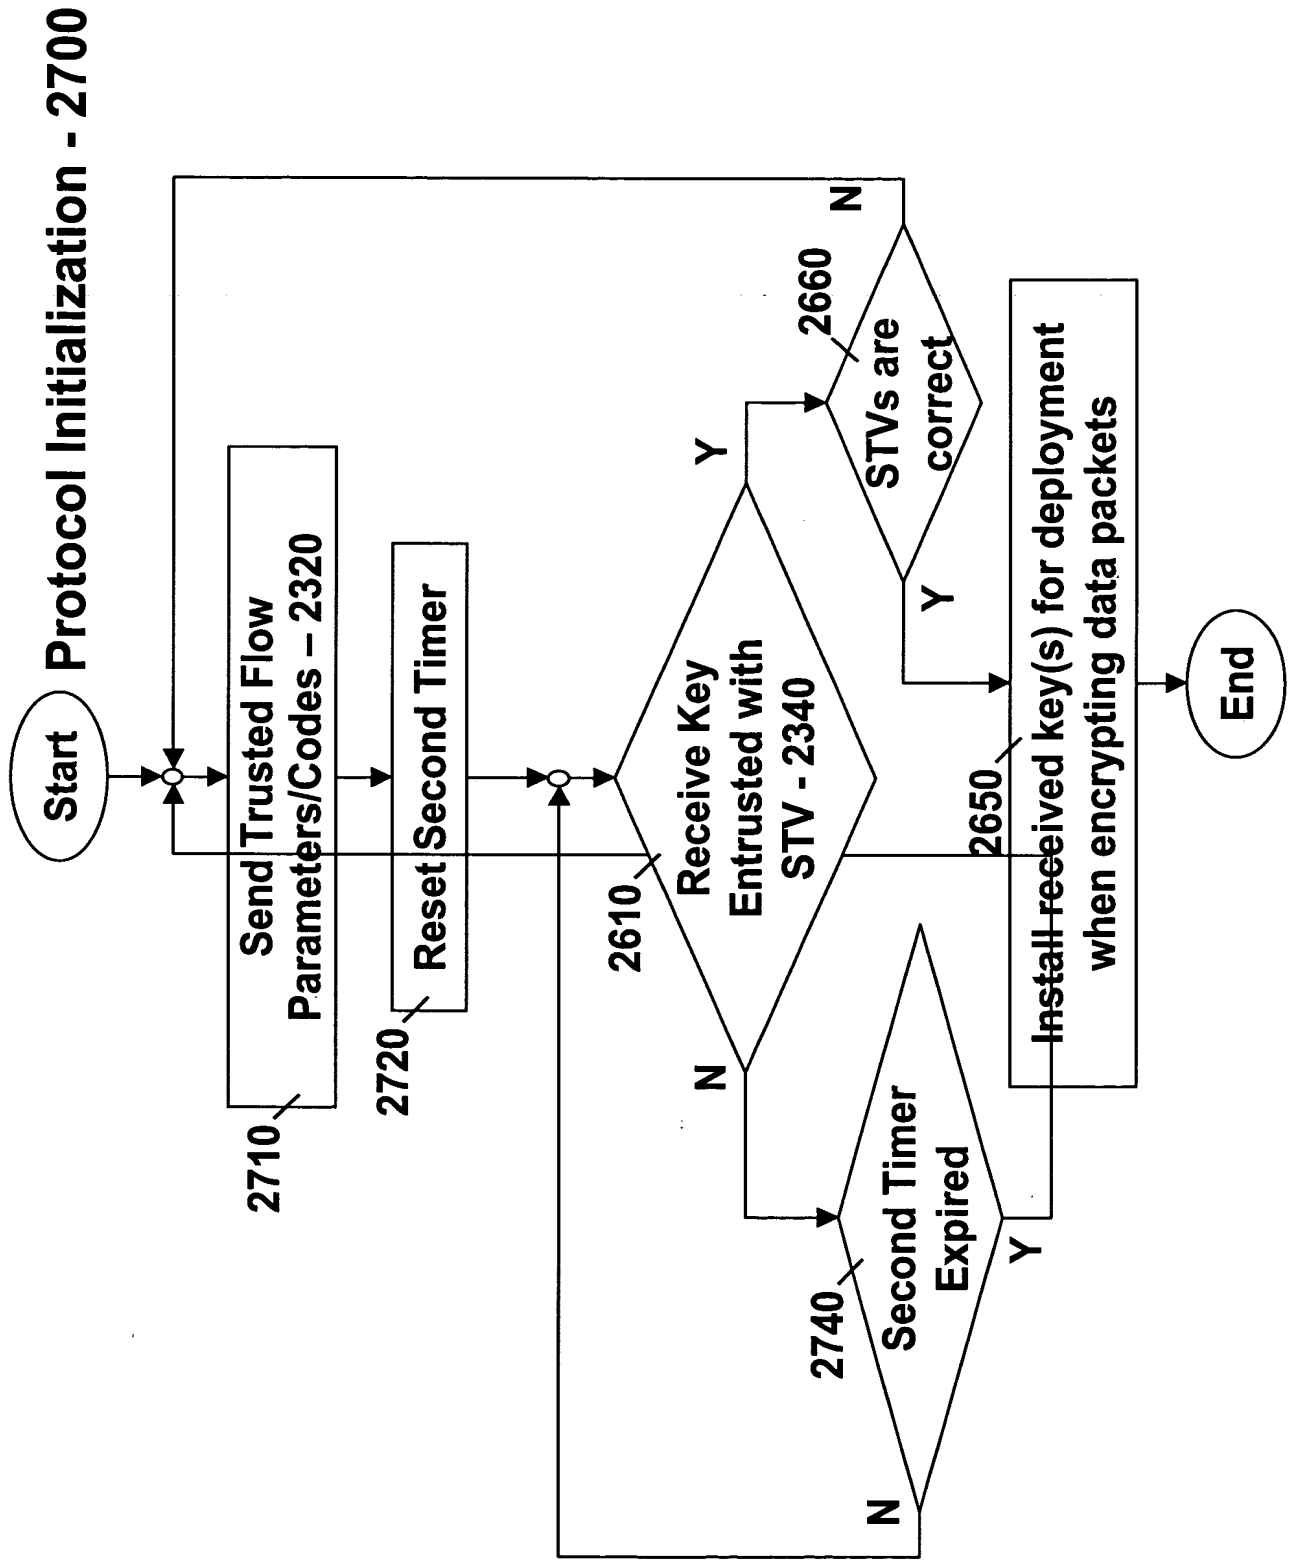 Protocol Initialization - 2700
Start
2710
Send Trusted Flow
Parameters/Codes – 2320
2720
Reset Second Timer
2610
Receive Key
Entrusted with
STV - 2340
N
Y
2740
Second Timer
Expired
N
Y
2660
STVs are
correct
Y
N
2650
Install received key(s) for deployment
when encrypting data packets
End